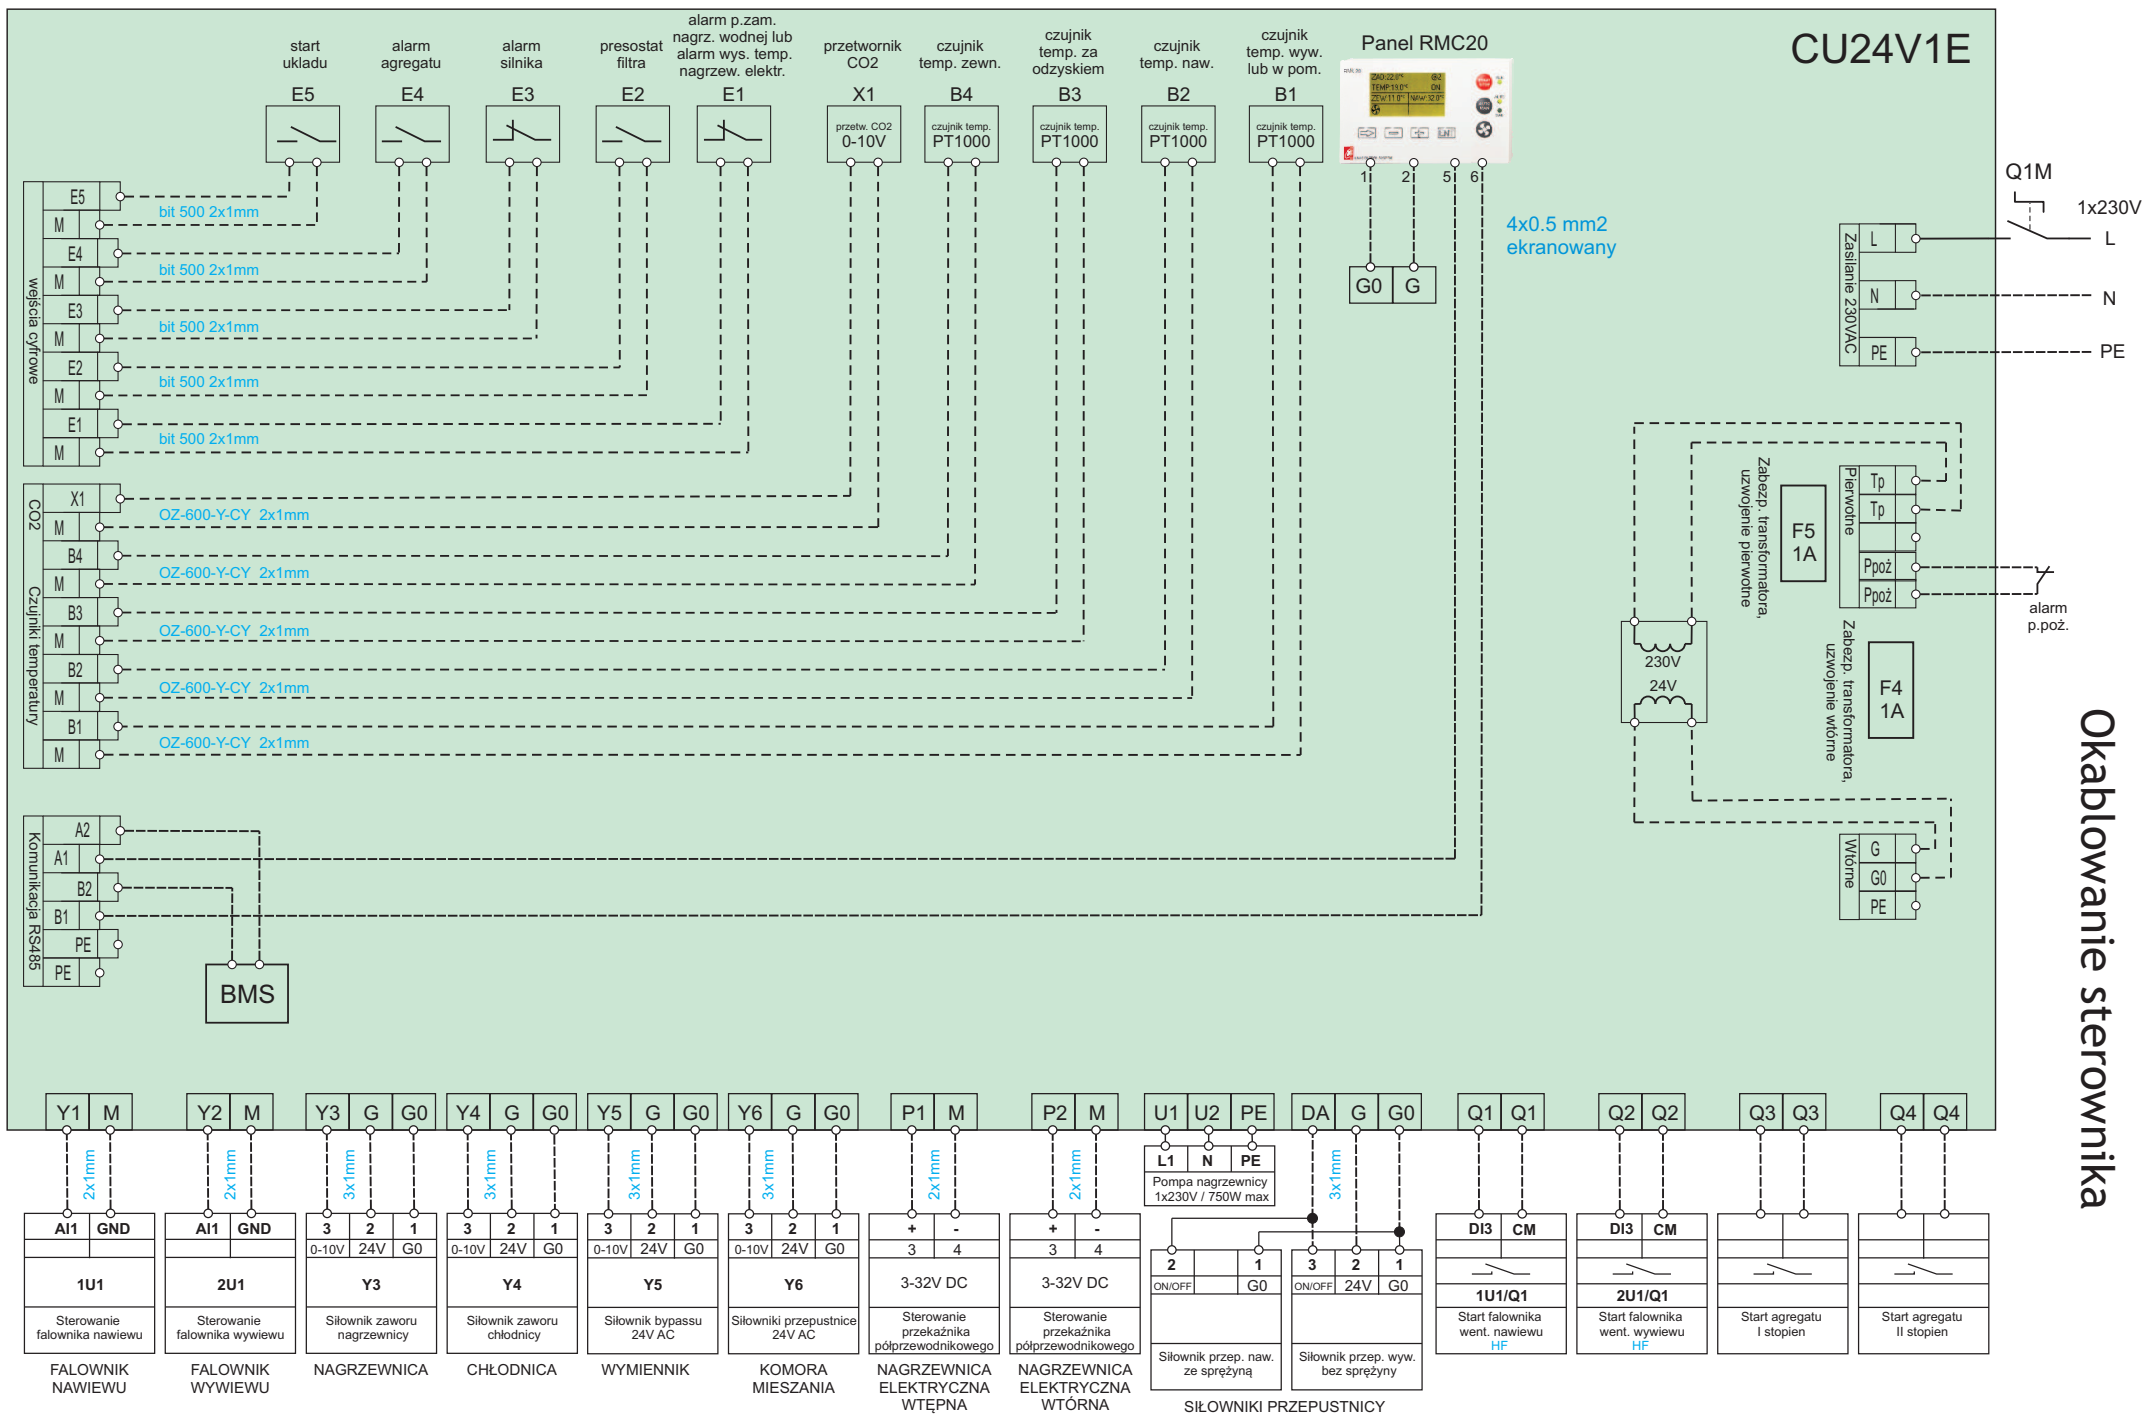 CU24V1E
Okablowanie sterownika
start
ukladu
E5
alarm
agregatu
E4
alarm
silnika
E3
presostat
filtra
E2
alarm p.zam.
nagrz. wodnej lub
alarm wys. temp.
nagrzew. elektr.
E1
przetwornik
CO2
X1
przetw. CO2
0-10V
czujnik
temp. zewn.
B4
czujnik temp.
PT1000
czujnik
temp. za
odzyskiem
B3
czujnik temp.
PT1000
czujnik
temp. naw.
B2
czujnik temp.
PT1000
czujnik
temp. wyw.
lub w pom.
B1
czujnik temp.
PT1000
Panel RMC20
ZAD:22.0°C
TEMP:19.0°C ON
ZEW:11.0°C NAW:32.0°C
1 2 5 6
G0 G
4x0.5 mm2
ekranowany
Q1M
1x230V
L
N
PE
Zasilanie 230VAC
L
N
PE
wejścia cyfrowe
E5
M
bit 500 2x1mm
E4
M
bit 500 2x1mm
E3
M
bit 500 2x1mm
E2
M
bit 500 2x1mm
E1
M
bit 500 2x1mm
CO2
X1
M
OZ-600-Y-CY 2x1mm
Czujniki temperatury
B4
M
OZ-600-Y-CY 2x1mm
B3
M
OZ-600-Y-CY 2x1mm
B2
M
OZ-600-Y-CY 2x1mm
B1
M
OZ-600-Y-CY 2x1mm
Komunikacja RS485
A2
A1
B2
B1
PE
PE
BMS
Zabezp. transformatora,
uzwojenie pierwotne
F5
1A
Pierwotne
Tp
Tp
Ppoż
Ppoż
alarm
p.poż.
230V
24V
Zabezp. transformatora,
uzwojenie wtórne
F4
1A
Wtórne
G
G0
PE
Y1 M
2x1mm
AI1 GND
1U1
Sterowanie
falownika nawiewu
FALOWNIK
NAWIEWU
Y2 M
2x1mm
AI1 GND
2U1
Sterowanie
falownika wywiewu
FALOWNIK
WYWIEWU
Y3 G G0
3x1mm
3 2 1
0-10V 24V G0
Y3
Siłownik zaworu
nagrzewnicy
NAGRZEWNICA
Y4 G G0
3x1mm
3 2 1
0-10V 24V G0
Y4
Siłownik zaworu
chłodnicy
CHŁODNICA
Y5 G G0
3x1mm
3 2 1
0-10V 24V G0
Y5
Siłownik bypassu
24V AC
WYMIENNIK
Y6 G G0
3x1mm
3 2 1
0-10V 24V G0
Y6
Siłowniki przepustnice
24V AC
KOMORA
MIESZANIA
P1 M
2x1mm
+ -
3 4
3-32V DC
Sterowanie
przekaźnika
półprzewodnikowego
NAGRZEWNICA
ELEKTRYCZNA
WTĘPNA
P2 M
2x1mm
+ -
3 4
3-32V DC
Sterowanie
przekaźnika
półprzewodnikowego
NAGRZEWNICA
ELEKTRYCZNA
WTÓRNA
U1 U2 PE
L1 N PE
Pompa nagrzewnicy
1x230V / 750W max
DA G G0
3x1mm
2 1
ON/OFF G0
Siłownik przep. naw.
ze sprężyną
3 2 1
ON/OFF 24V G0
Siłownik przep. wyw.
bez sprężyny
SIŁOWNIKI PRZEPUSTNICY
Q1 Q1
DI3 CM
1U1/Q1
Start falownika
went. nawiewu
HF
Q2 Q2
DI3 CM
2U1/Q1
Start falownika
went. wywiewu
HF
Q3 Q3
Start agregatu
I stopien
Q4 Q4
Start agregatu
II stopien